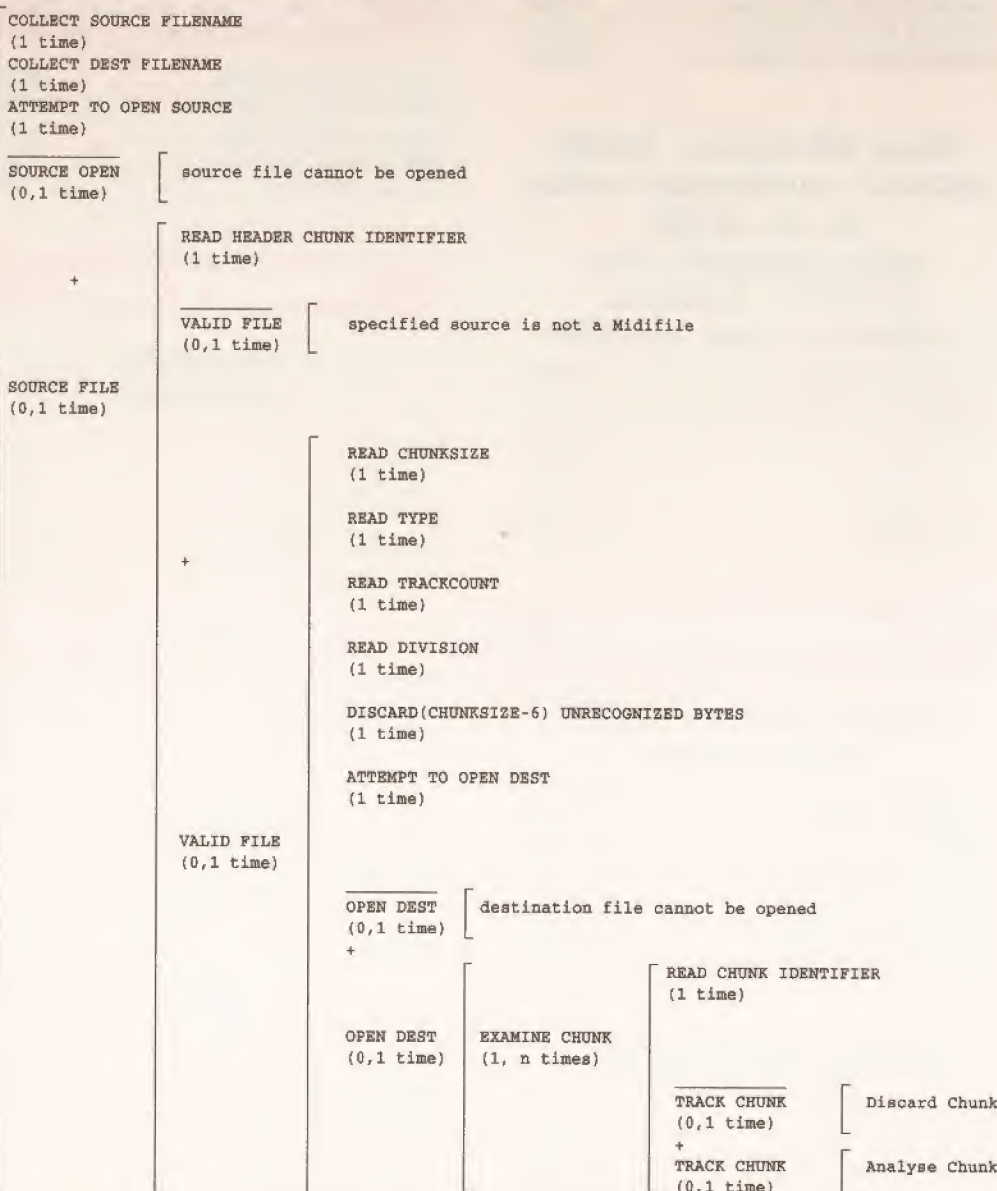 COLLECT SOURCE FILENAME
(1 time)
COLLECT DEST FILENAME
(1 time)
ATTEMPT TO OPEN SOURCE
(1 time)
SOURCE OPEN
(0,1 time)
source file cannot be opened
+
READ HEADER CHUNK IDENTIFIER
(1 time)
VALID FILE
(0,1 time)
specified source is not a Midifile
SOURCE FILE
(0,1 time)
+
READ CHUNKSIZE
(1 time)
READ TYPE
(1 time)
READ TRACKCOUNT
(1 time)
READ DIVISION
(1 time)
DISCARD(CHUNKSIZE-6) UNRECOGNIZED BYTES
(1 time)
ATTEMPT TO OPEN DEST
(1 time)
VALID FILE
(0,1 time)
OPEN DEST
(0,1 time)
destination file cannot be opened
+
OPEN DEST
(0,1 time)
EXAMINE CHUNK
(1, n times)
READ CHUNK IDENTIFIER
(1 time)
TRACK CHUNK
(0,1 time)
Discard Chunk
+
TRACK CHUNK
(0,1 time)
Analyse Chunk